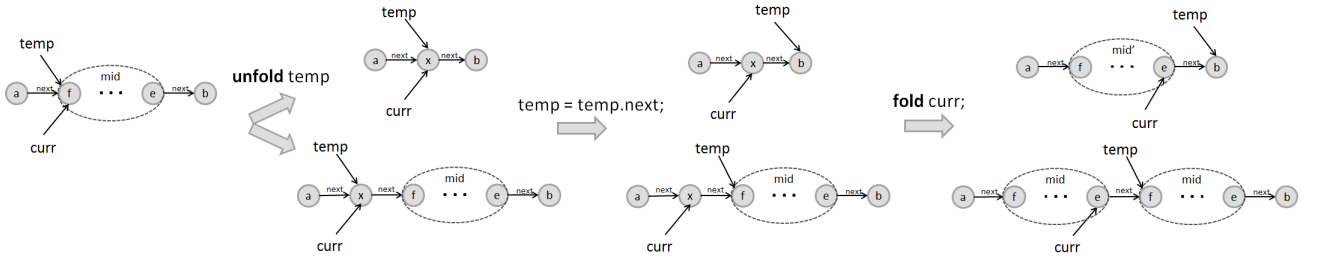 temp
mid
a next f ... e next b
curr
unfold temp
temp
a next x next b
curr
temp
mid
a next x next f ... e next b
curr
temp = temp.next;
temp
a next x next b
curr
temp
mid
a next x next f ... e next b
curr
fold curr;
temp
mid'
a next f ... e next b
curr
temp
mid mid
a next f ... e next f ... e next b
curr